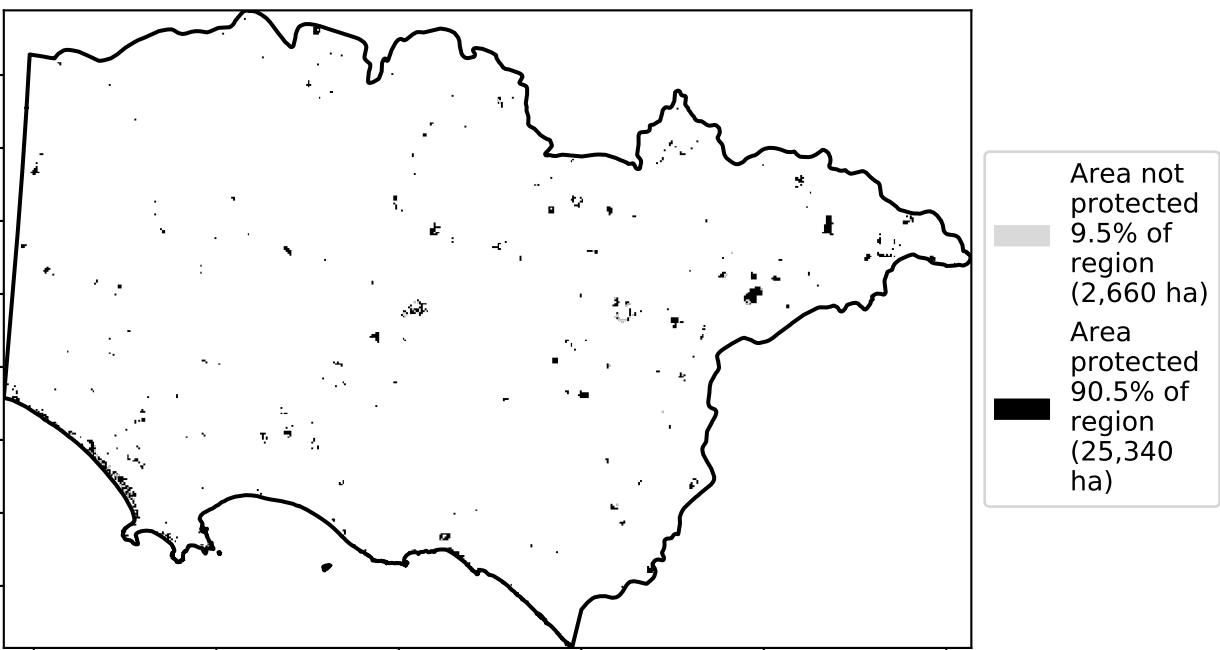 Area not
protected
9.5% of
region
(2,660 ha)
Area
protected
90.5% of
region
(25,340
ha)